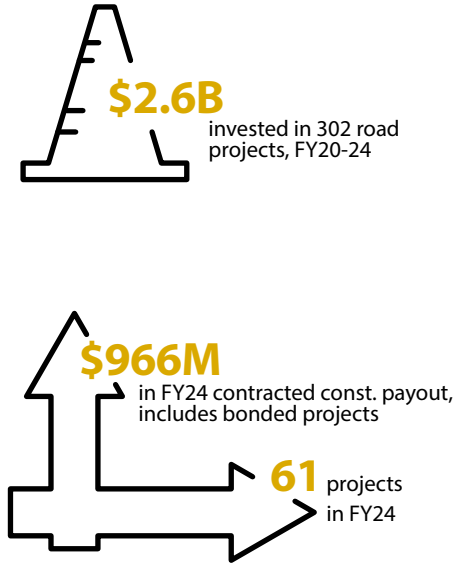 $2.6B
invested in 302 road
projects, FY20-24
$966M
in FY24 contracted const. payout,
includes bonded projects
61 projects
in FY24